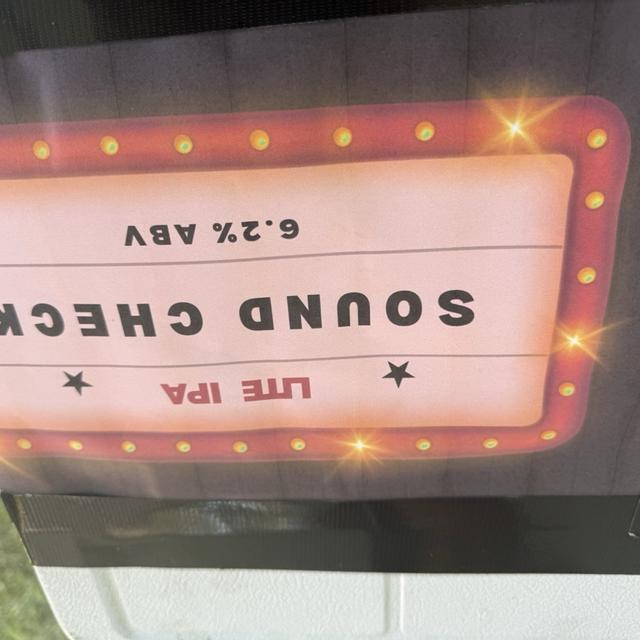 LITE IPA
SOUND CHECK
6.2% ABV